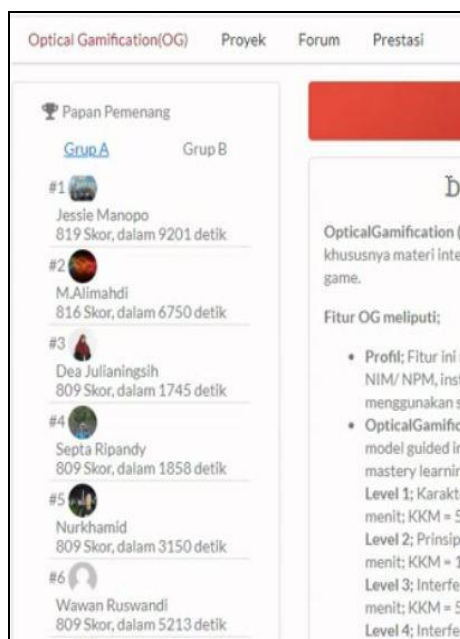 Optical Gamification(OG) Proyek Forum Prestasi
Papan Pemenang
Grup A Grup B
#1
Jessie Manopo
819 Skor, dalam 9201 detik
#2
M.Alimahdi
816 Skor, dalam 6750 detik
#3
Dea Julianingsih
809 Skor, dalam 1745 detik
#4
Septa Ripandy
809 Skor, dalam 1858 detik
#5
Nurkhamid
809 Skor, dalam 3150 detik
#6
Wawan Ruswandi
809 Skor, dalam 5213 detik
OpticalGamification (
khususnya materi inte
game.
Fitur OG meliputi;
• Profil; Fitur ini
NIM/ NPM, ins
menggunakan s
• OpticalGamific
model guided in
mastery learnin
Level 1; Karakt
menit; KKM = 5
Level 2; Prinsip
menit; KKM = 1
Level 3; Interfe
menit; KKM = 5
Level 4; Interfe